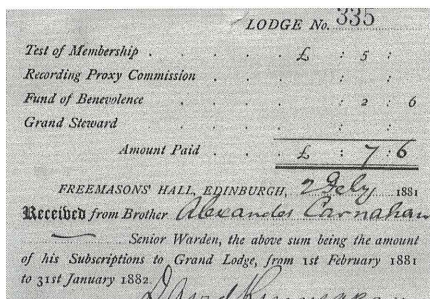 LODGE No. 335
Test of Membership . . . . £ : 5 :
Recording Proxy Commission . . . : :
Fund of Benevolence . . . . : 2 : 6
Grand Steward . . . . : :
Amount Paid . . . £ : 7 : 6
FREEMASONS' HALL, EDINBURGH, 2 Feby 1881
Received from Brother Alexander Carnahan
Senior Warden, the above sum being the amount
of his Subscriptions to Grand Lodge, from 1st February 1881
to 31st January 1882.
David